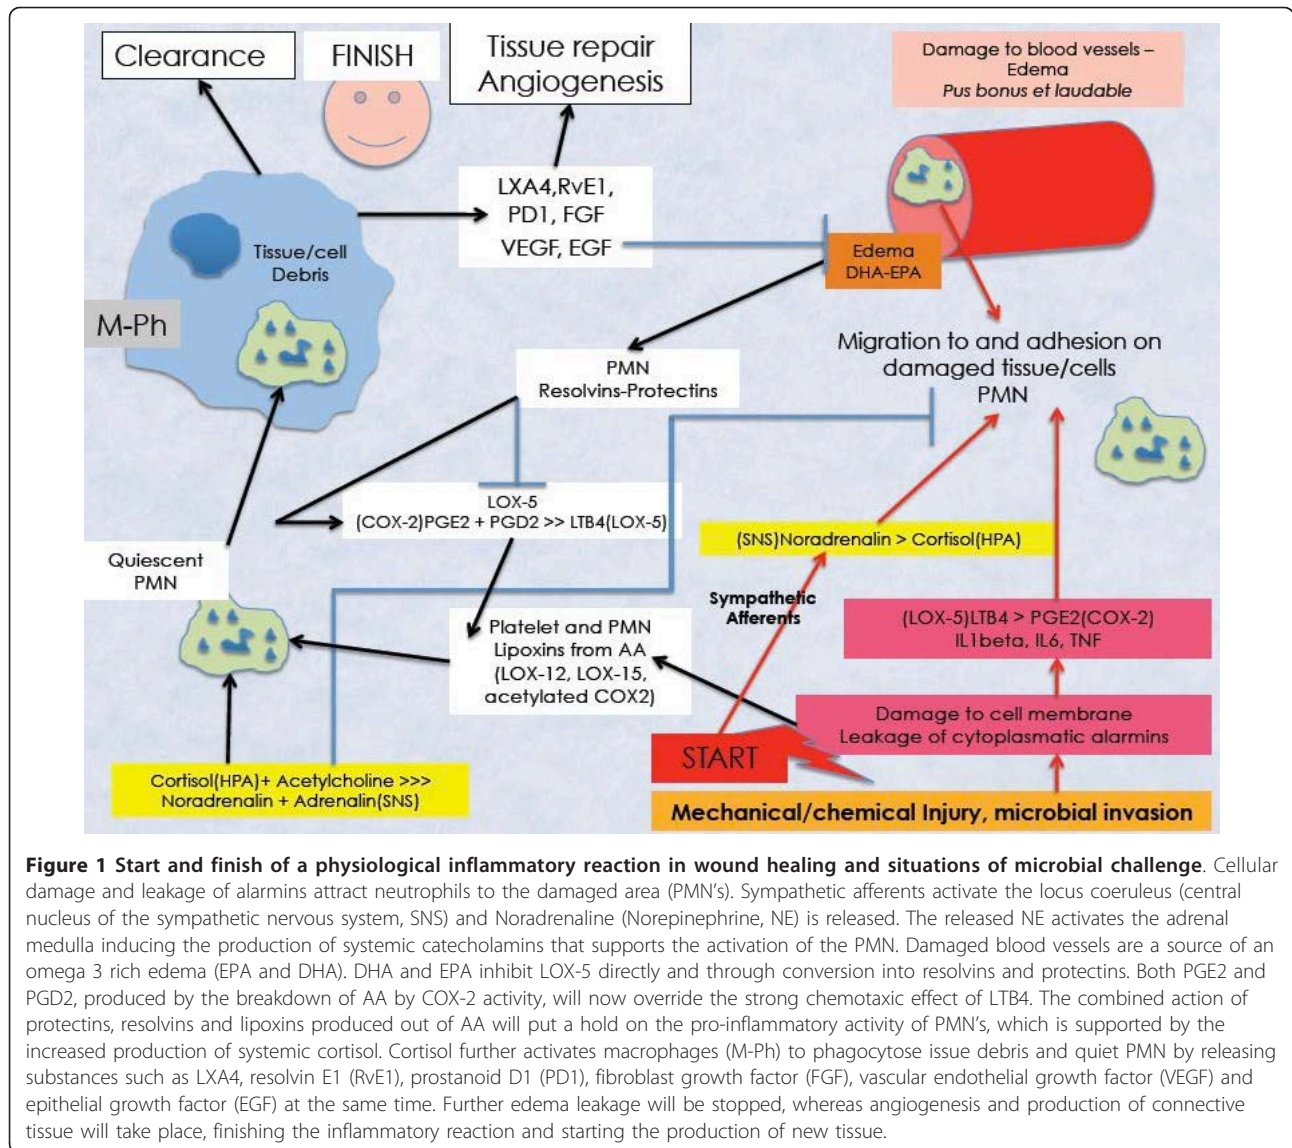 Clearance
FINISH
Tissue repair
Angiogenesis
Damage to blood vessels –
Edema
Pus bonus et laudable
LXA4,RvE1,
PD1, FGF
VEGF, EGF
Tissue/cell
Debris
Edema
DHA-EPA
M-Ph
Migration to and adhesion on
damaged tissue/cells
PMN
PMN
Resolvins-Protectins
LOX-5
(COX-2)PGE2 + PGD2 >> LTB4(LOX-5)
(SNS)Noradrenalin > Cortisol(HPA)
Quiescent
PMN
Sympathetic
Afferents
(LOX-5)LTB4 > PGE2(COX-2)
IL1beta, IL6, TNF
Platelet and PMN
Lipoxins from AA
(LOX-12, LOX-15,
acetylated COX2)
Damage to cell membrane
Leakage of cytoplasmatic alarmins
START
Cortisol(HPA)+ Acetylcholine >>>
Noradrenalin + Adrenalin(SNS)
Mechanical/chemical Injury, microbial invasion
Figure 1 Start and finish of a physiological inflammatory reaction in wound healing and situations of microbial challenge. Cellular
damage and leakage of alarmins attract neutrophils to the damaged area (PMN's). Sympathetic afferents activate the locus coeruleus (central
nucleus of the sympathetic nervous system, SNS) and Noradrenaline (Norepinephrine, NE) is released. The released NE activates the adrenal
medulla inducing the production of systemic catecholamins that supports the activation of the PMN. Damaged blood vessels are a source of an
omega 3 rich edema (EPA and DHA). DHA and EPA inhibit LOX-5 directly and through conversion into resolvins and protectins. Both PGE2 and
PGD2, produced by the breakdown of AA by COX-2 activity, will now override the strong chemotaxic effect of LTB4. The combined action of
protectins, resolvins and lipoxins produced out of AA will put a hold on the pro-inflammatory activity of PMN's, which is supported by the
increased production of systemic cortisol. Cortisol further activates macrophages (M-Ph) to phagocytose issue debris and quiet PMN by releasing
substances such as LXA4, resolvin E1 (RvE1), prostanoid D1 (PD1), fibroblast growth factor (FGF), vascular endothelial growth factor (VEGF) and
epithelial growth factor (EGF) at the same time. Further edema leakage will be stopped, whereas angiogenesis and production of connective
tissue will take place, finishing the inflammatory reaction and starting the production of new tissue.